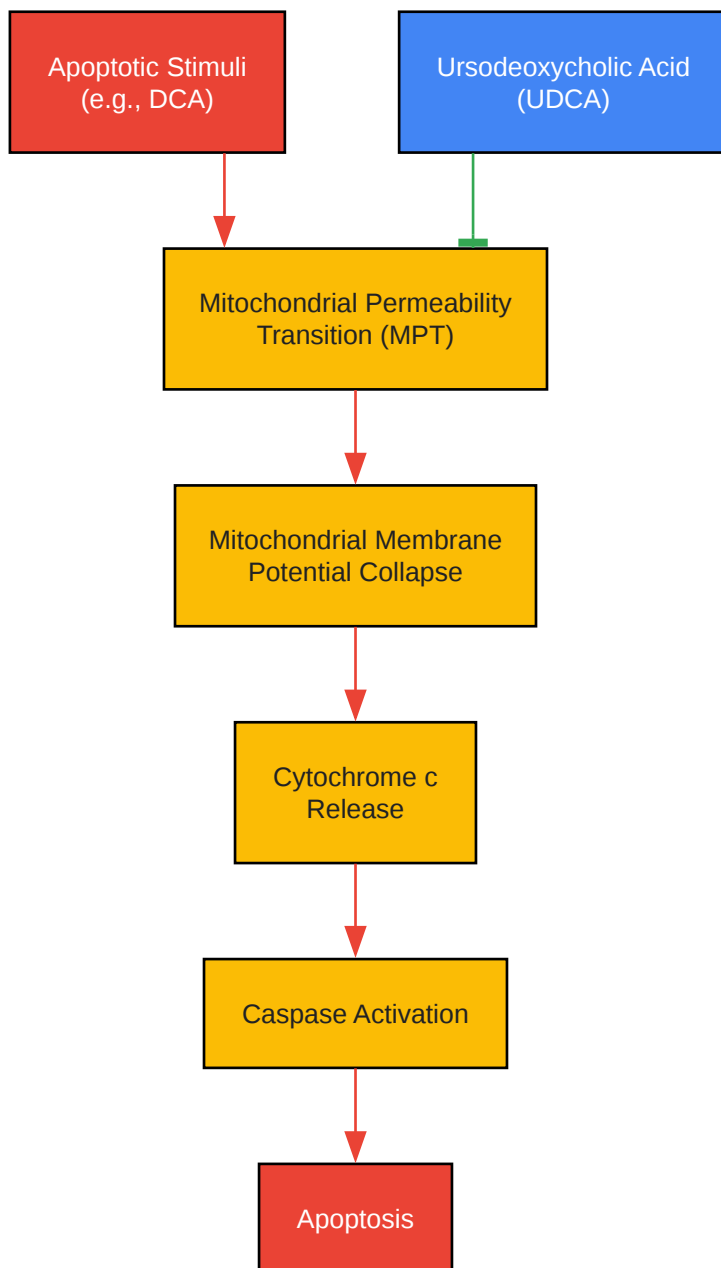 Apoptotic Stimuli
(e.g., DCA)
Ursodeoxycholic Acid
(UDCA)
Mitochondrial Permeability
Transition (MPT)
Mitochondrial Membrane
Potential Collapse
Cytochrome c
Release
Caspase Activation
Apoptosis